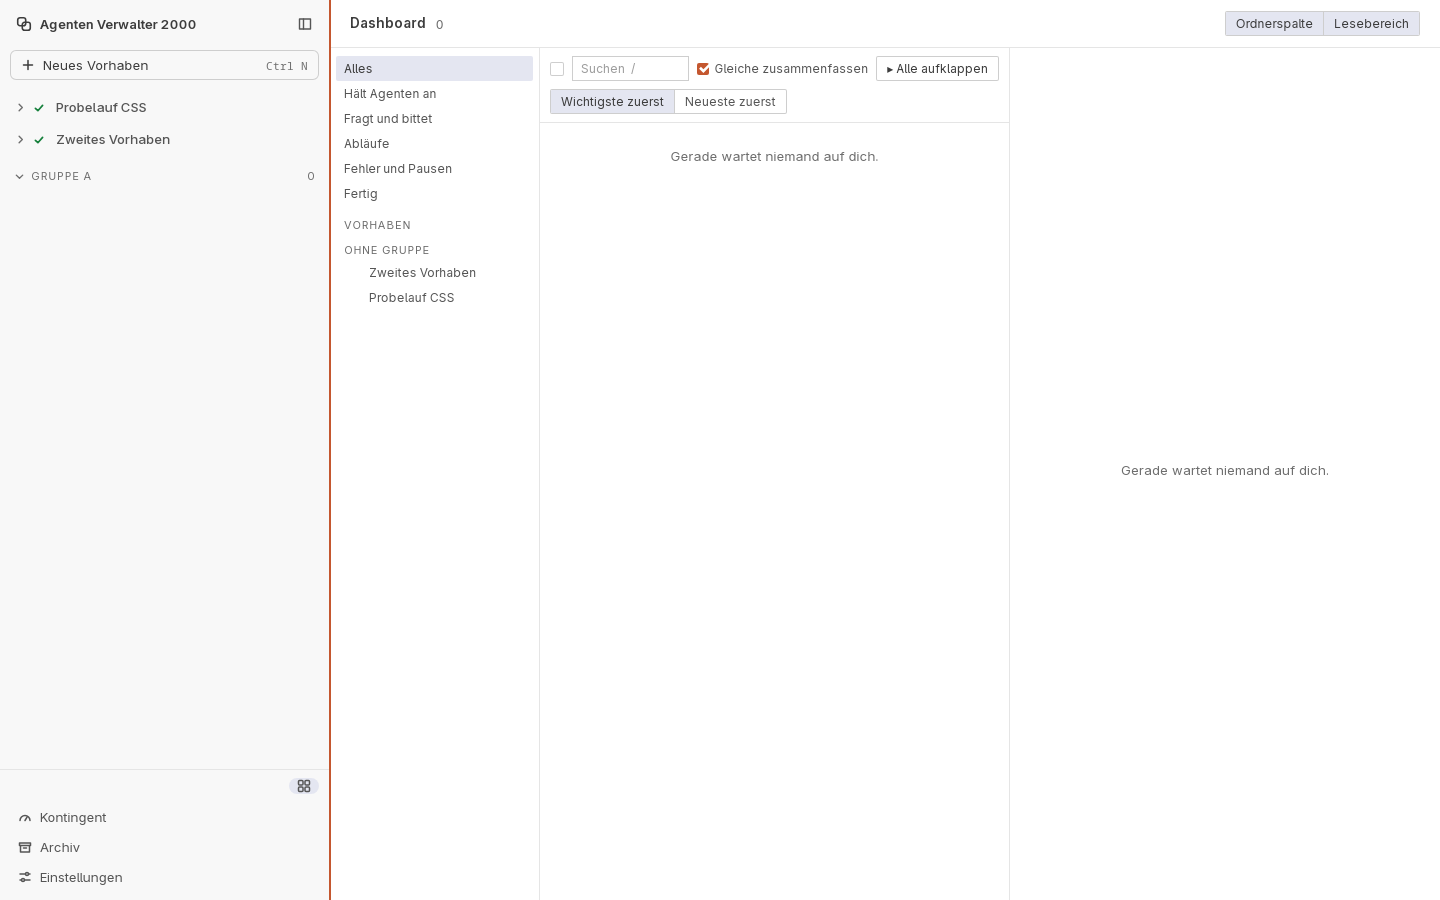 Agenten Verwalter 2000
Neues Vorhaben Ctrl N
Probelauf CSS
Zweites Vorhaben
GRUPPE A 0
Kontingent
Archiv
Einstellungen
Dashboard 0
Ordnerspalte Lesebereich
Alles
Hält Agenten an
Fragt und bittet
Abläufe
Fehler und Pausen
Fertig
VORHABEN
OHNE GRUPPE
Zweites Vorhaben
Probelauf CSS
Suchen / Gleiche zusammenfassen ▸ Alle aufklappen
Wichtigste zuerst Neueste zuerst
Gerade wartet niemand auf dich.
Gerade wartet niemand auf dich.